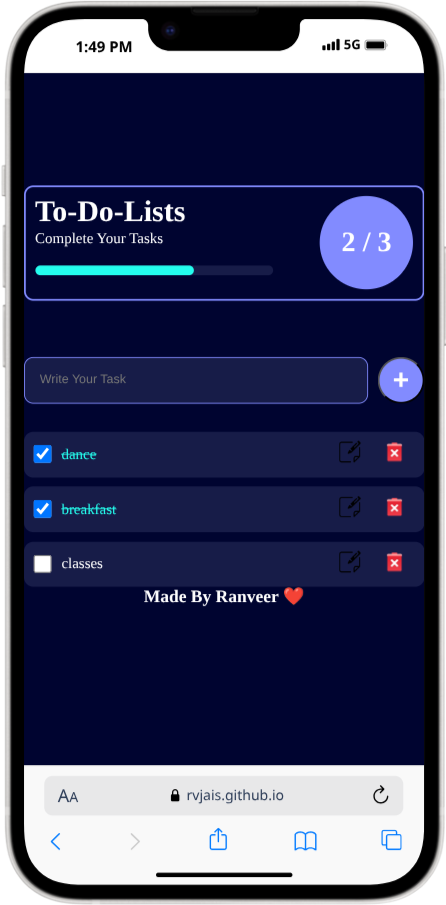 1:49 PM 5G
To-Do-Lists
Complete Your Tasks
2 / 3
Write Your Task
+
dance
breakfast
classes
Made By Ranveer ❤️
AA rvjais.github.io